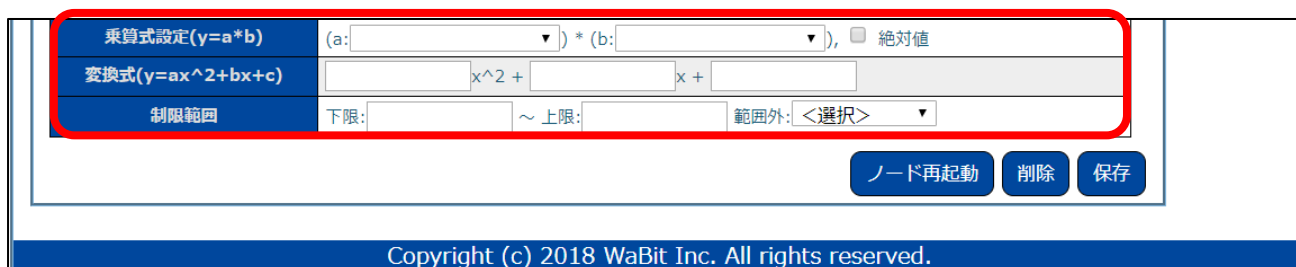 乗算式設定(y=a*b) (a: ) * (b: ), 絶対値
変換式(y=ax^2+bx+c) x^2 + x +
制限範囲 下限: ～ 上限: 範囲外: <選択>
ノード再起動 削除 保存
Copyright (c) 2018 WaBit Inc. All rights reserved.